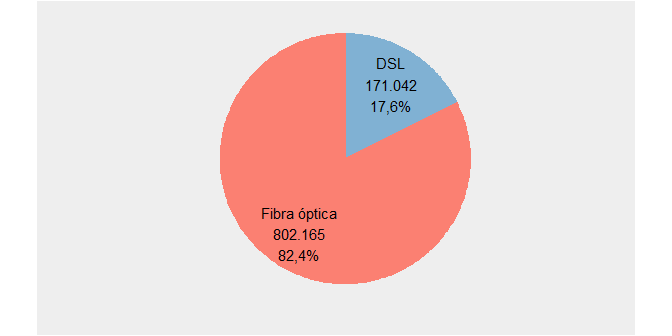 DSL
171.042
17,6%
Fibra óptica
802.165
82,4%